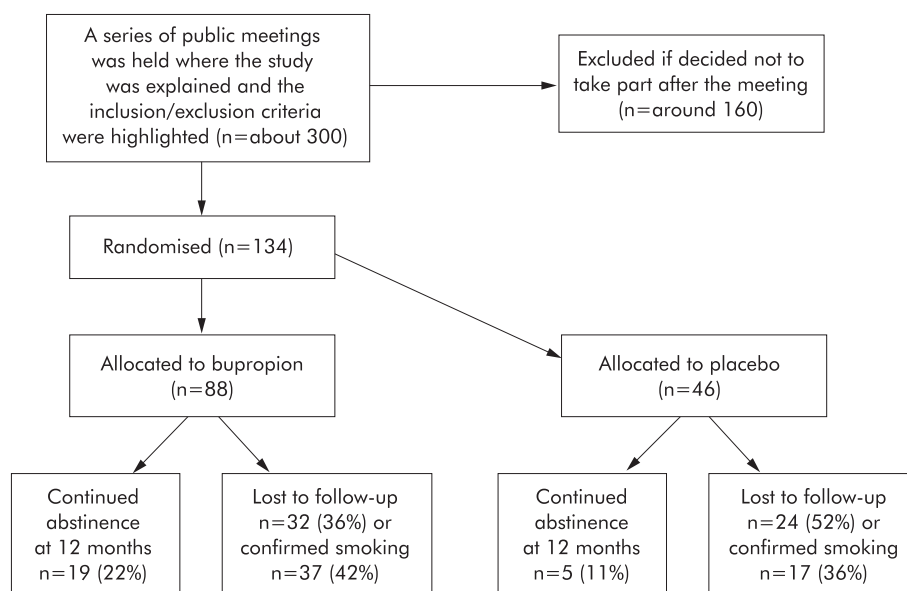 A series of public meetings
was held where the study
was explained and the
inclusion/exclusion criteria
were highlighted (n=about 300)
Excluded if decided not to
take part after the meeting
(n=around 160)
Randomised (n=134)
Allocated to bupropion
(n=88)
Allocated to placebo
(n=46)
Continued
abstinence
at 12 months
n=19 (22%)
Lost to follow-up
n=32 (36%) or
confirmed smoking
n=37 (42%)
Continued
abstinence
at 12 months
n=5 (11%)
Lost to follow-up
n=24 (52%) or
confirmed smoking
n=17 (36%)